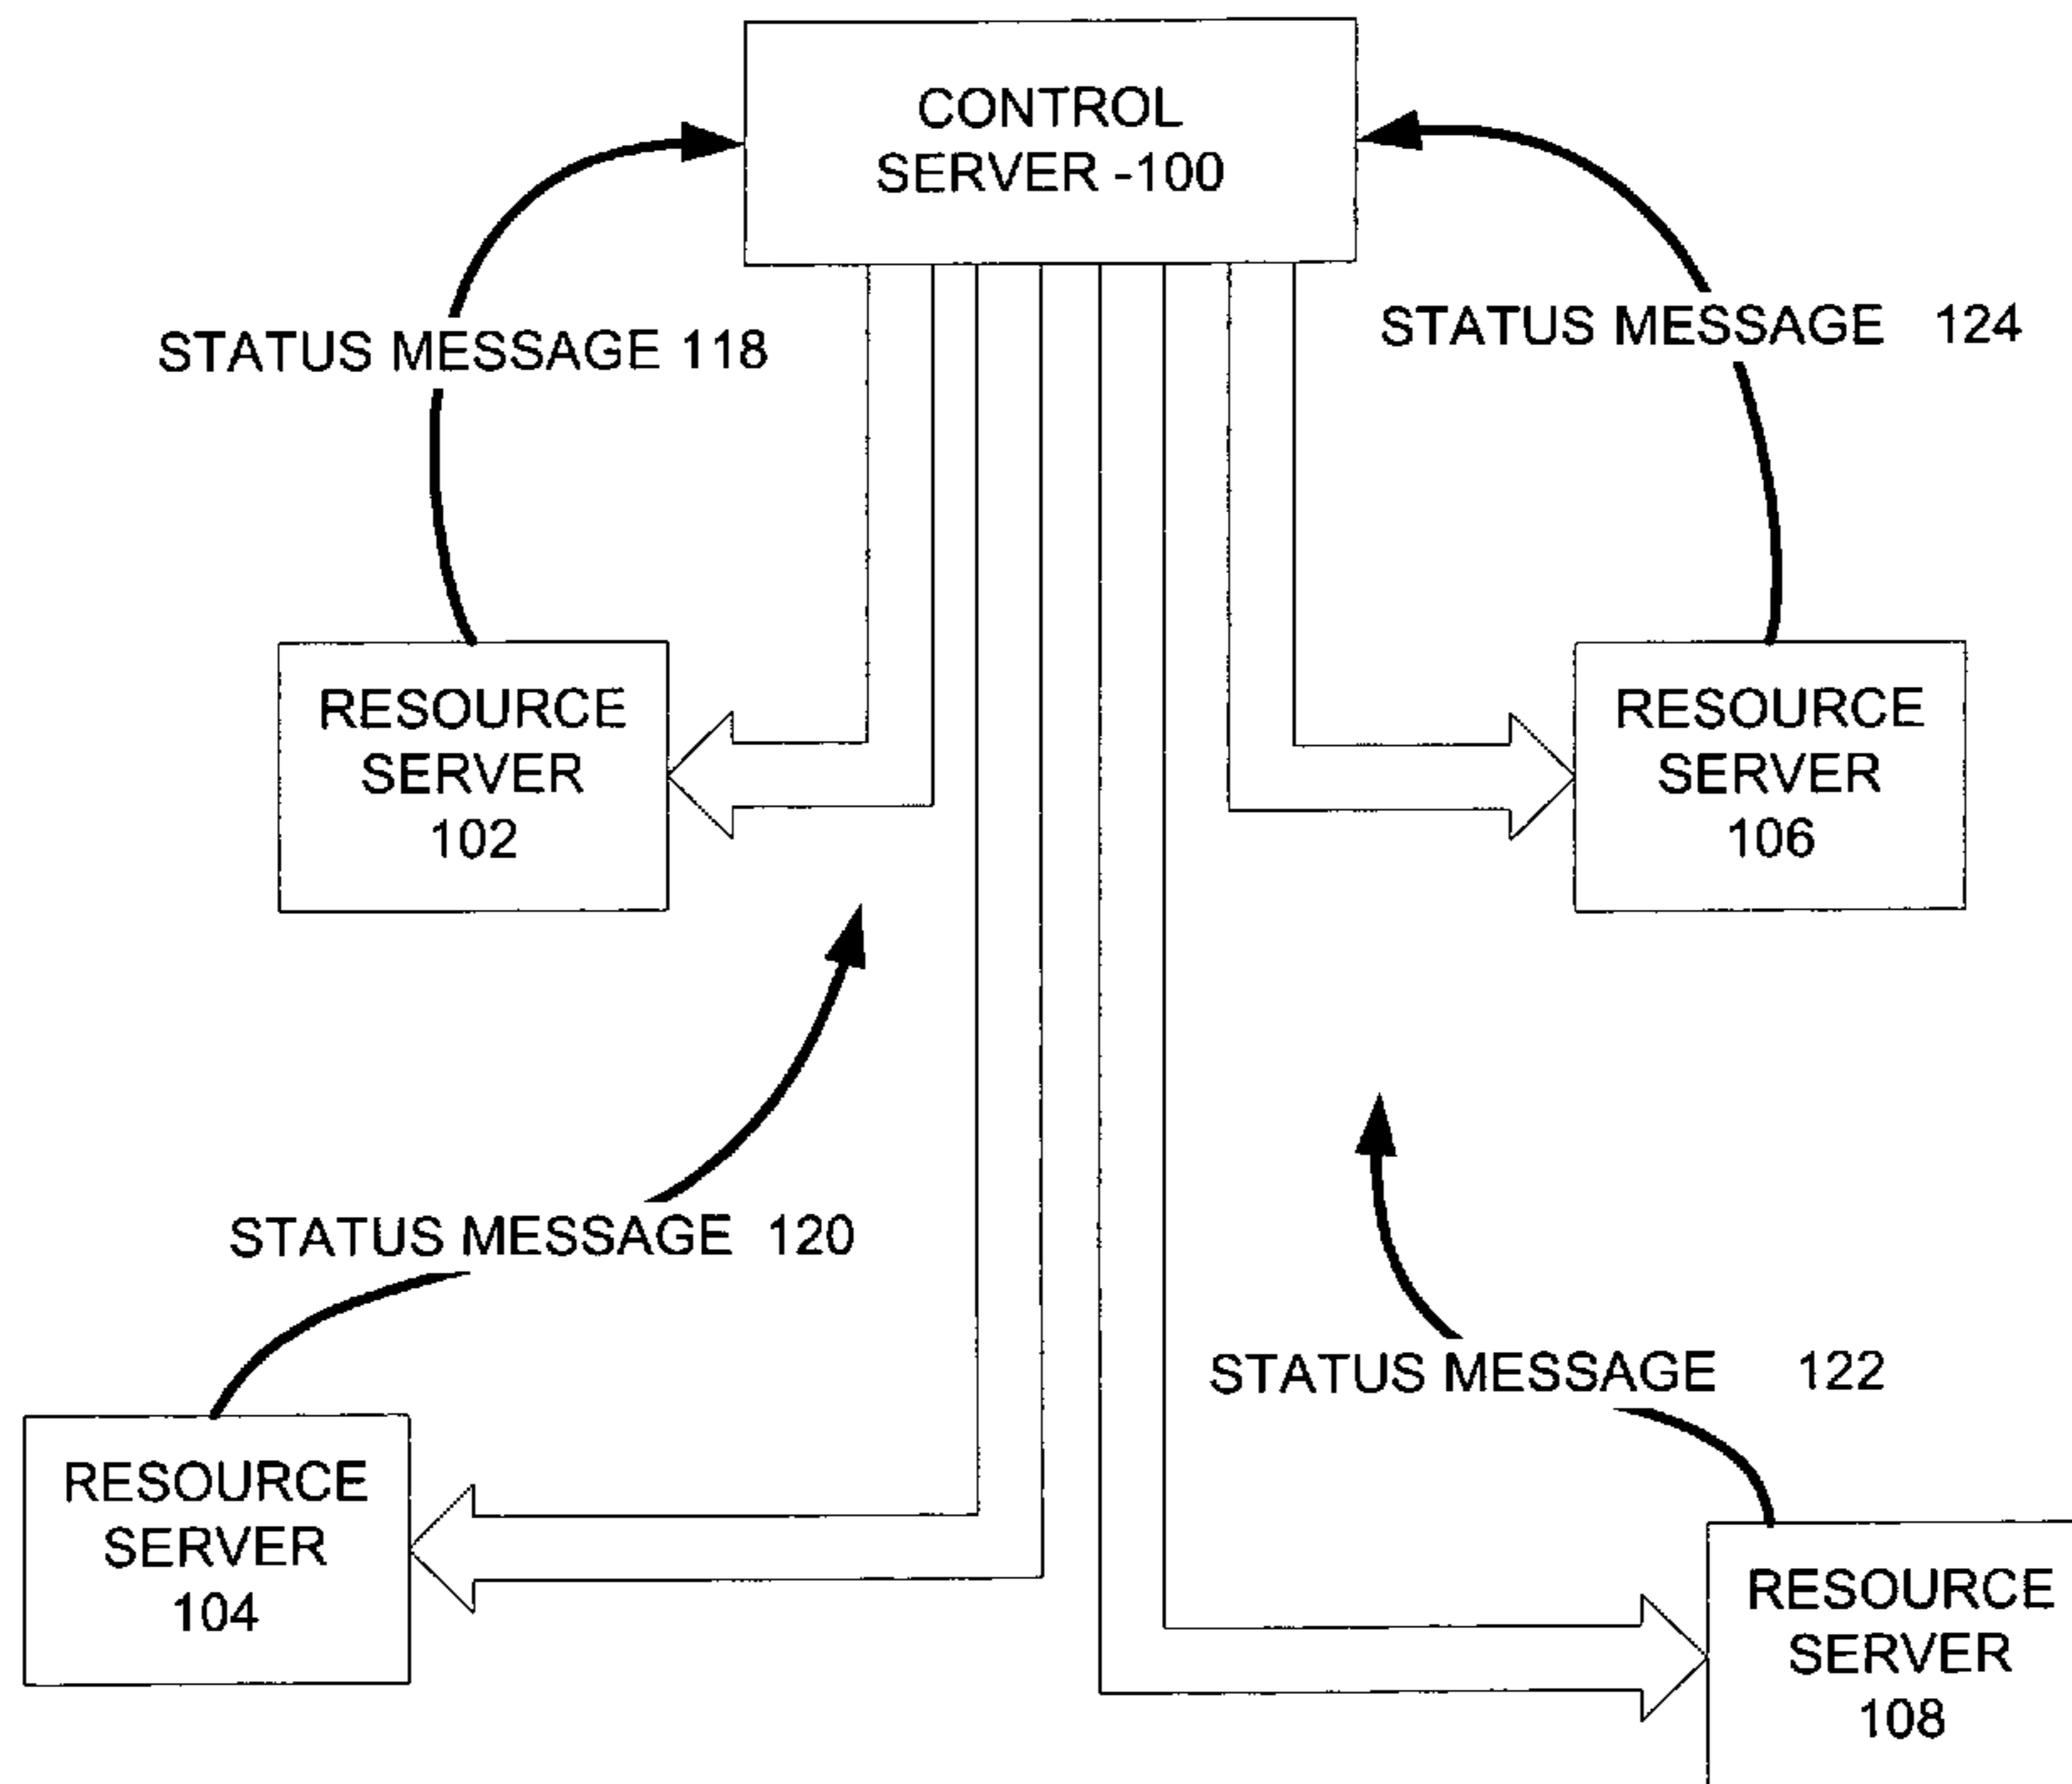 CONTROL
SERVER -100
STATUS MESSAGE 118
STATUS MESSAGE 124
RESOURCE
SERVER
102
RESOURCE
SERVER
106
STATUS MESSAGE 120
STATUS MESSAGE 122
RESOURCE
SERVER
104
RESOURCE
SERVER
108